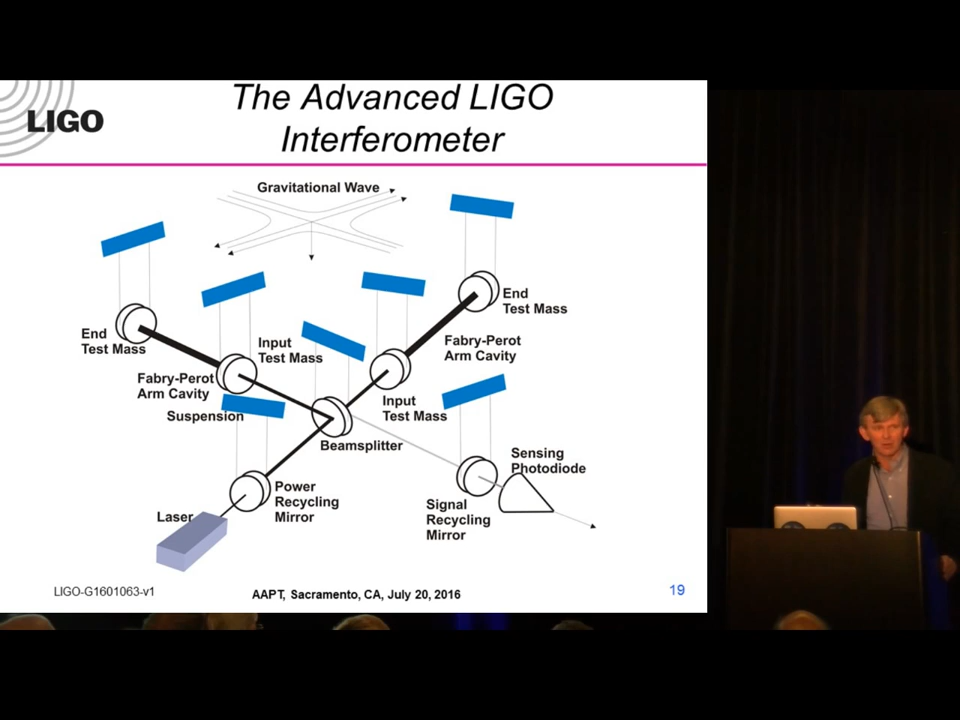 LIGO
The Advanced LIGO
Interferometer
Gravitational Wave
End
Test Mass
End
Test Mass
Input
Test Mass
Fabry-Perot
Arm Cavity
Fabry-Perot
Arm Cavity
Suspension
Input
Test Mass
Beamsplitter
Sensing
Photodiode
Power
Recycling
Mirror
Signal
Recycling
Mirror
Laser
LIGO-G1601063-v1
AAPT, Sacramento, CA, July 20, 2016
19